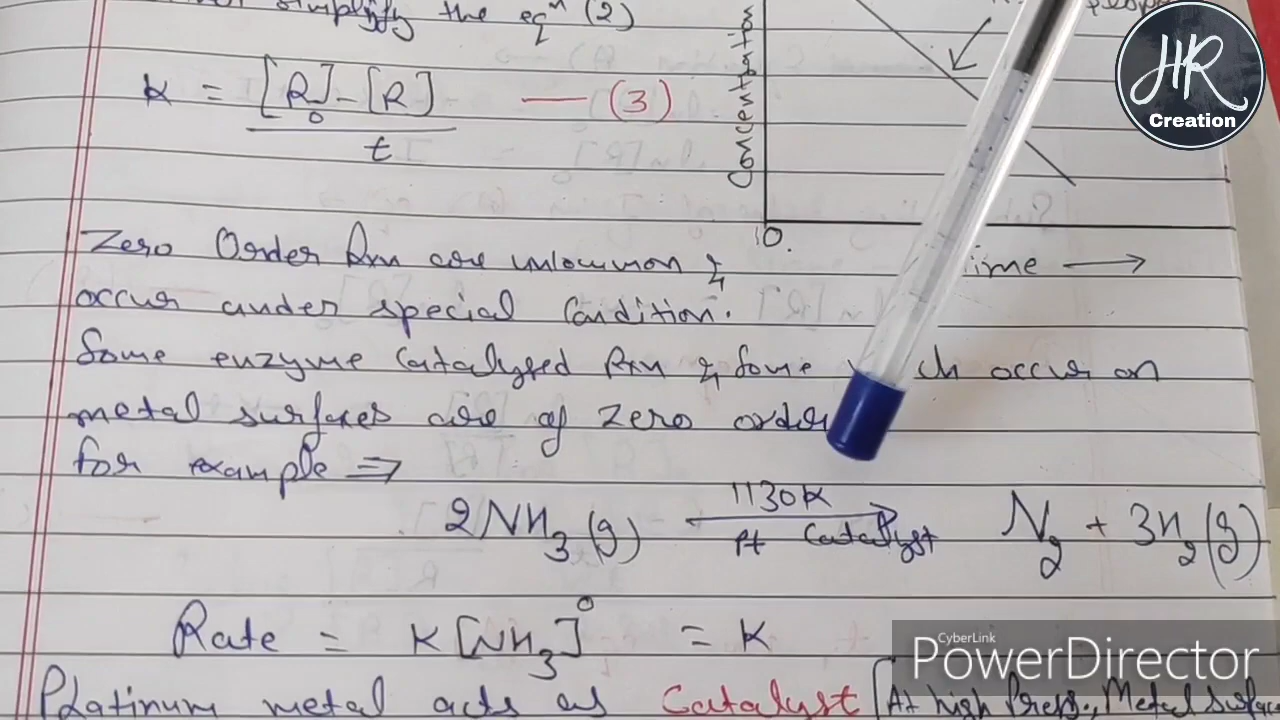 simplify the eqⁿ (2)
K = [R]₀ - [R] / t —— (3)
Concentration
0.
Time →
HR
Creation
Zero Order Rxn are uncommon &
occur under special Condition.
Some enzyme Catalysed Rxn & Some which occur on
metal surfaces are of Zero order
for example ⇒
2NH₃(g) 1130K Pt Catalyst → N₂ + 3H₂(g)
Rate = K[NH₃]⁰ = K
Platinum metal acts as Catalyst [At high Press., Metal Surface
CyberLink
PowerDirector